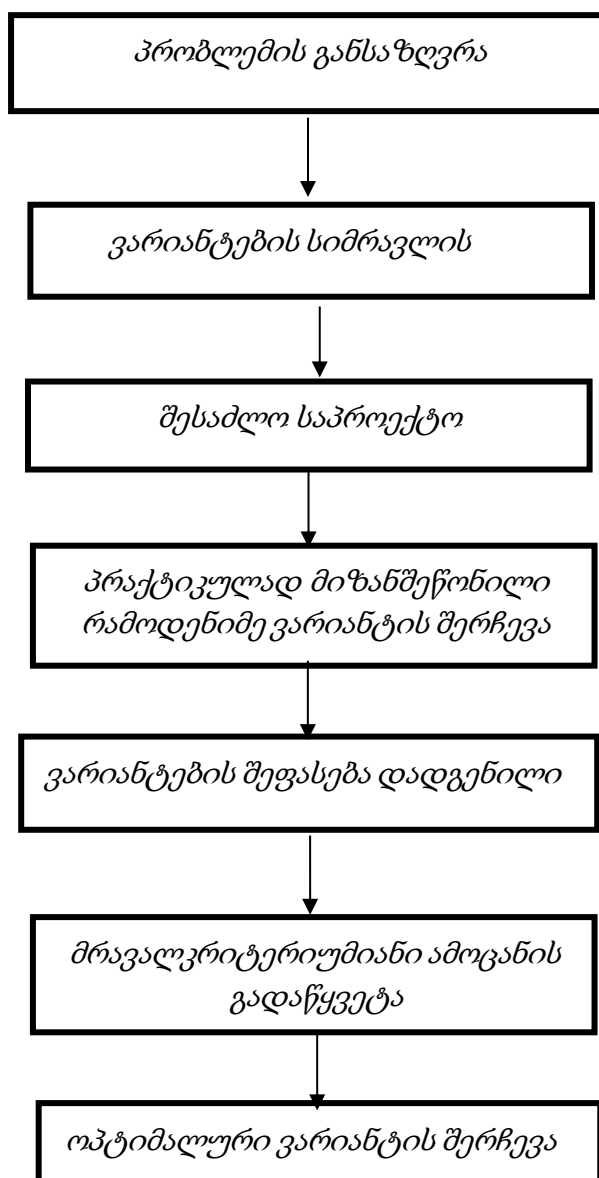 პრობლემის განსაზღვრა
ვარიანტების სიმრავლის
შესაძლო საპროექტო
პრაქტიკულად მიზანშეწონილი
რამოდენიმე ვარიანტის შერჩევა
ვარიანტების შეფასება დადგენილი
მრავალკრიტერიუმიანი ამოცანის
გადაწყვეტა
ოპტიმალური ვარიანტის შერჩევა